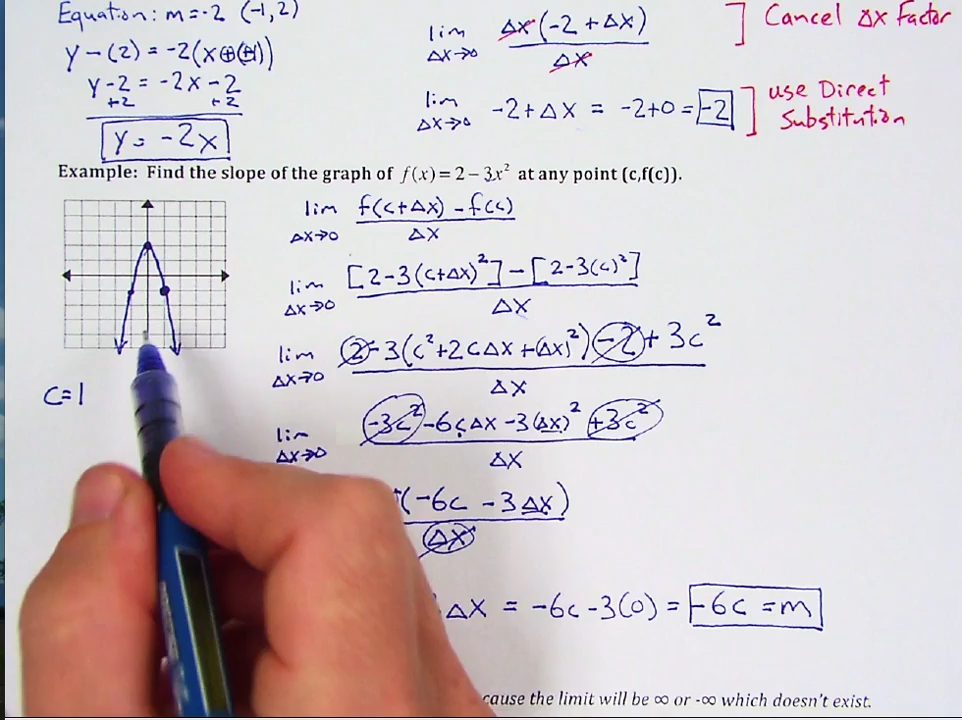 Equation: m=-2 (-1,2)
y-(2) = -2(x⊕(⊕1))
y-2 = -2x-2
+2 +2
y = -2x
lim Δx→0 Δx(-2+Δx) / Δx ] Cancel Δx Factor
lim Δx→0 -2+Δx = -2+0 = -2 ] use Direct Substitution
Example: Find the slope of the graph of f(x) = 2 − 3x² at any point (c,f(c)).
lim Δx→0 f(c+Δx) - f(c) / Δx
lim Δx→0 [2-3(c+Δx)²] - [2-3(c)²] / Δx
lim Δx→0 2-3(c²+2cΔx+(Δx)²)-2+3c² / Δx
c=1
lim Δx→0 -3c²-6cΔx-3(Δx)²+3c² / Δx
(-6c -3Δx)
Δx
Δx = -6c-3(0) = -6c = m
cause the limit will be ∞ or -∞ which doesn't exist.